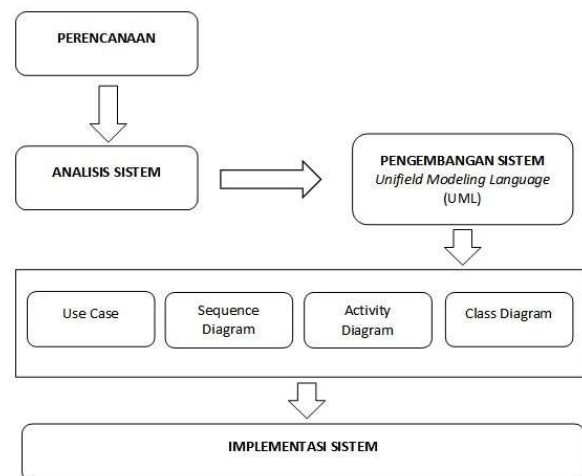 PERENCANAAN
ANALISIS SISTEM
PENGEMBANGAN SISTEM
Unifield Modeling Language
(UML)
Use Case
Sequence
Diagram
Activity
Diagram
Class Diagram
IMPLEMENTASI SISTEM